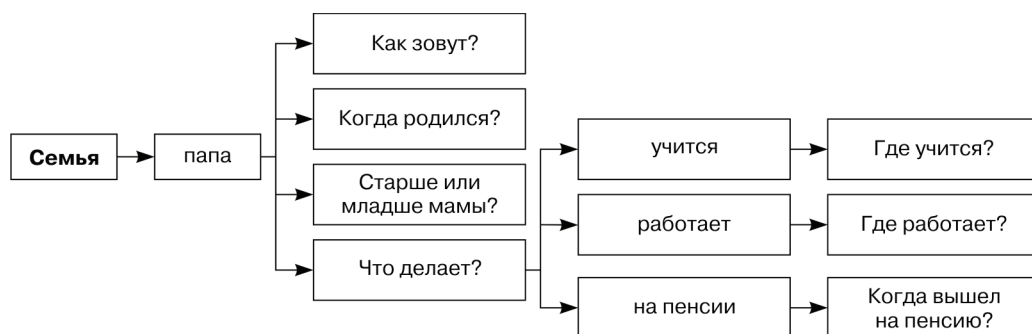 Семья
папа
Как зовут?
Когда родился?
Старше или
младше мамы?
Что делает?
учится
Где учится?
работает
Где работает?
на пенсии
Когда вышел
на пенсию?